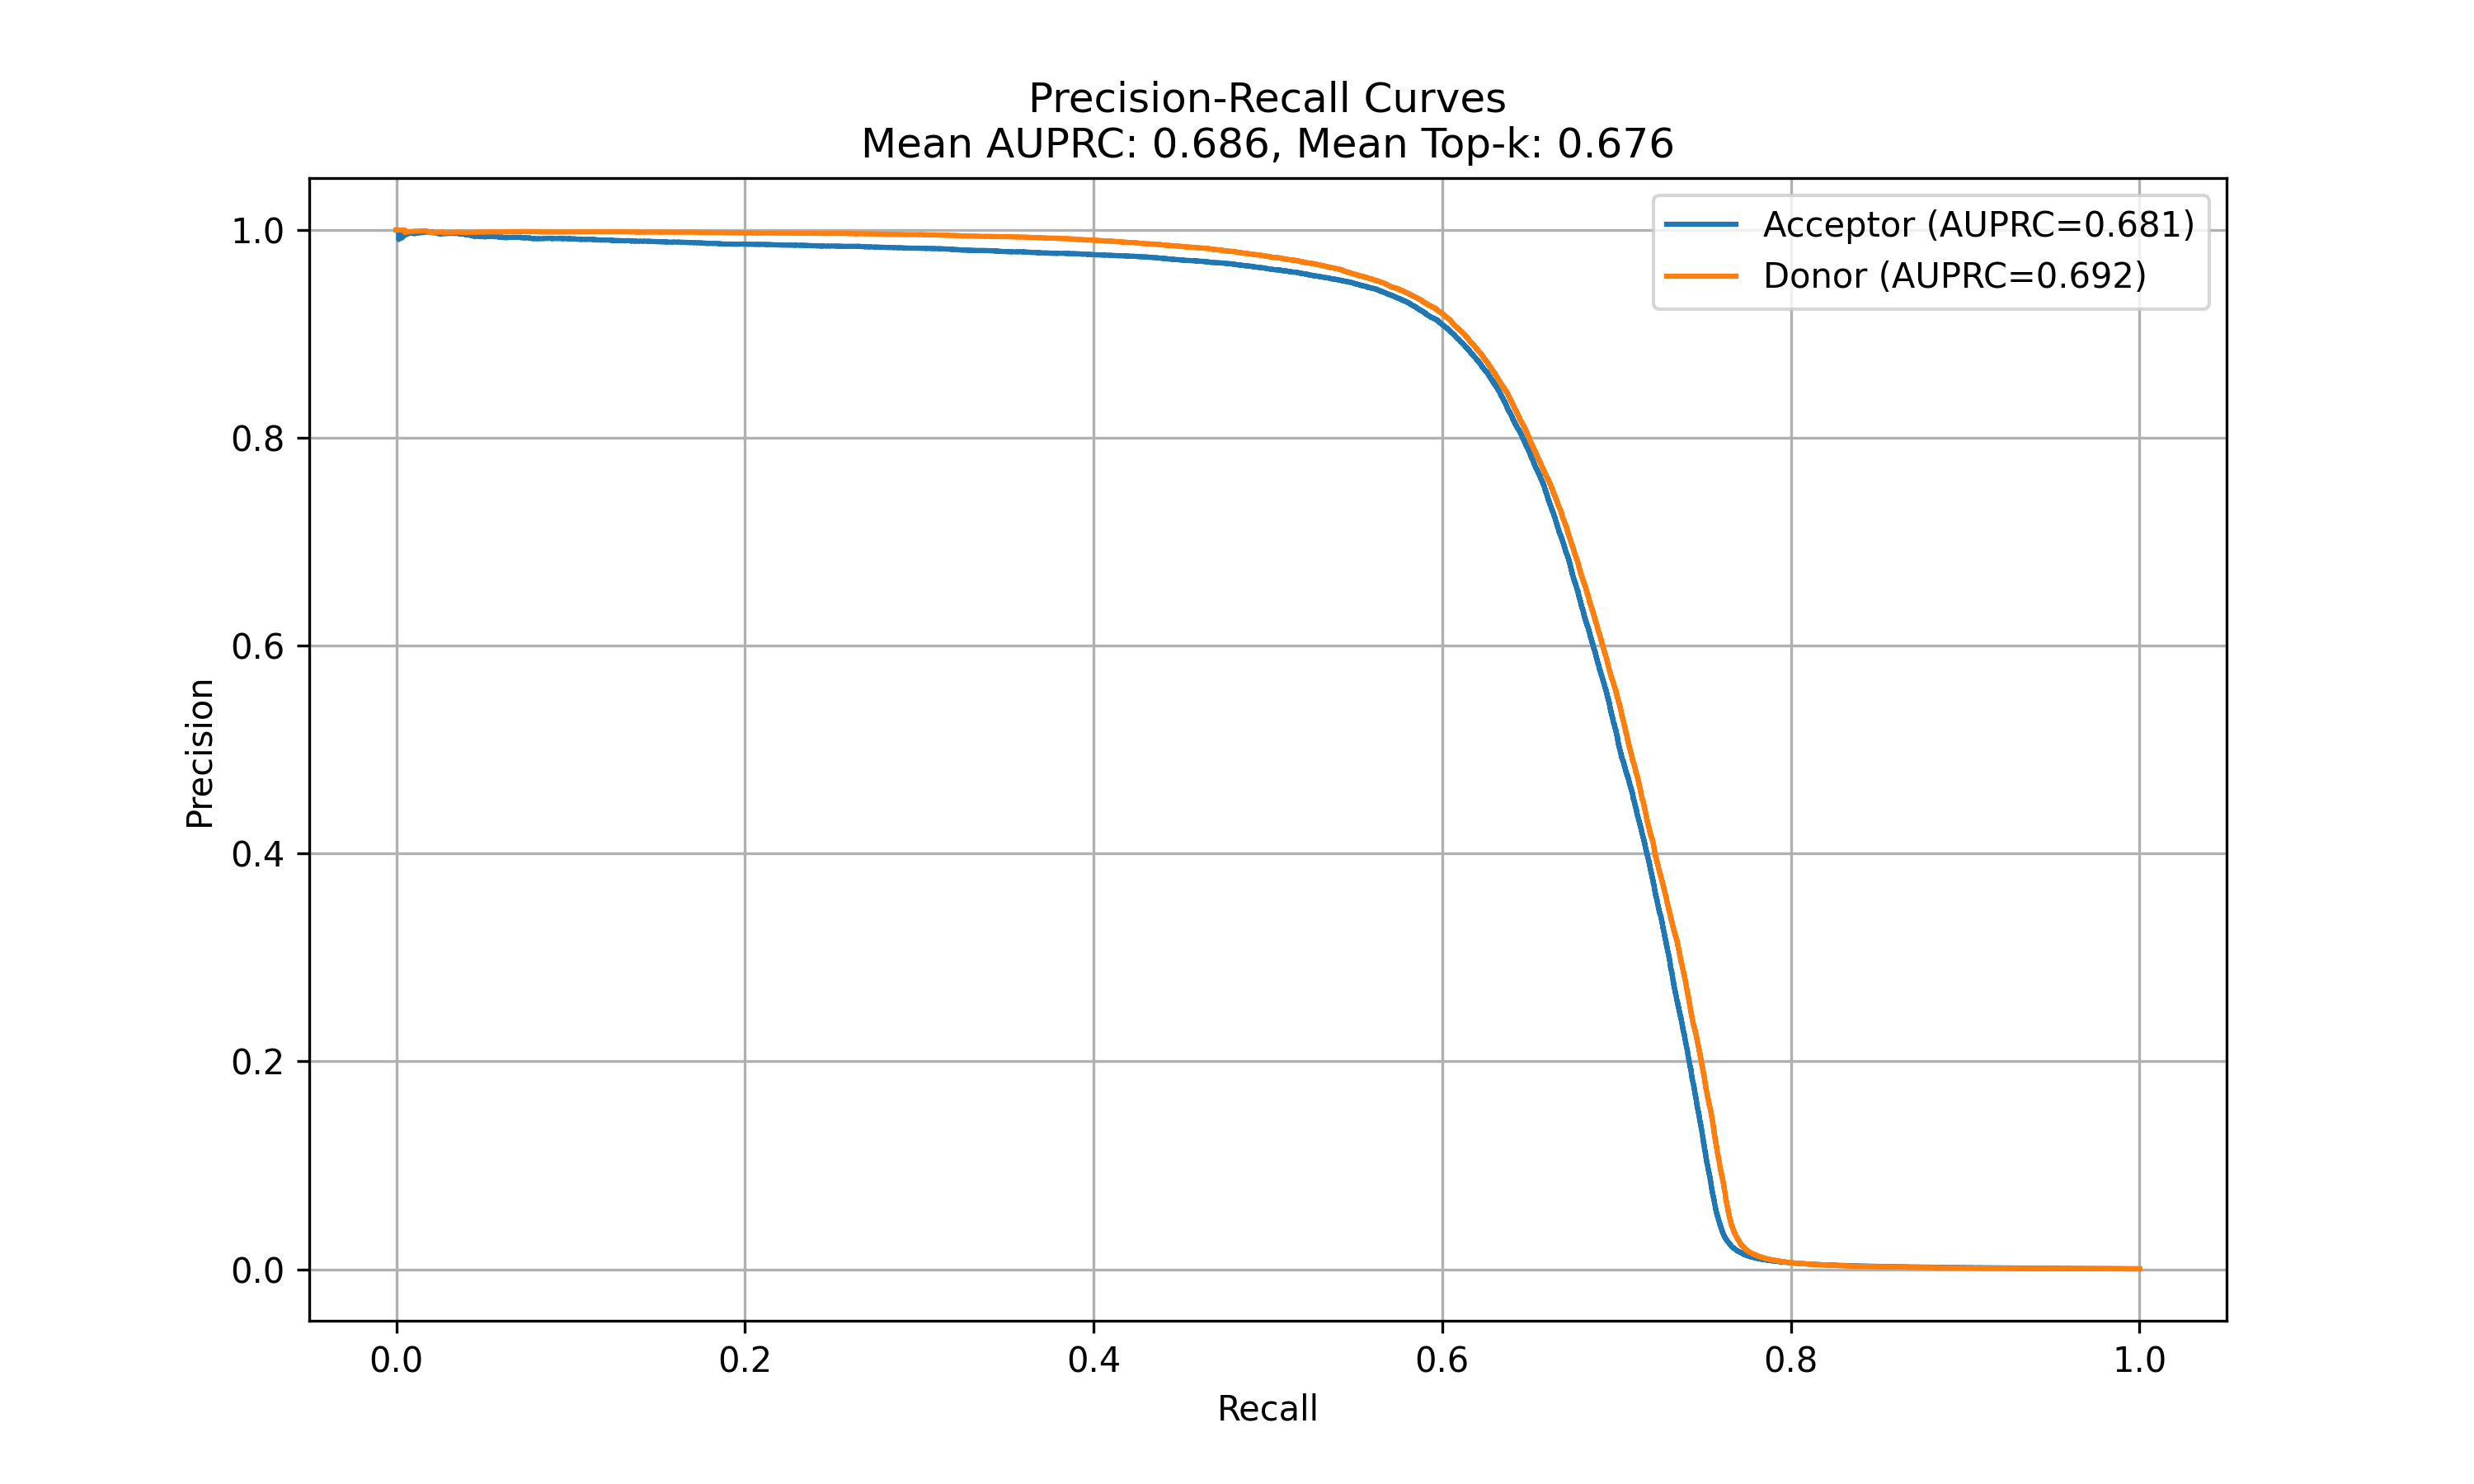 Precision-Recall Curves
Mean AUPRC: 0.686, Mean Top-k: 0.676
Acceptor (AUPRC=0.681)
Donor (AUPRC=0.692)
1.0
0.8
0.6
0.4
0.2
0.0
Precision
0.0 0.2 0.4 0.6 0.8 1.0
Recall